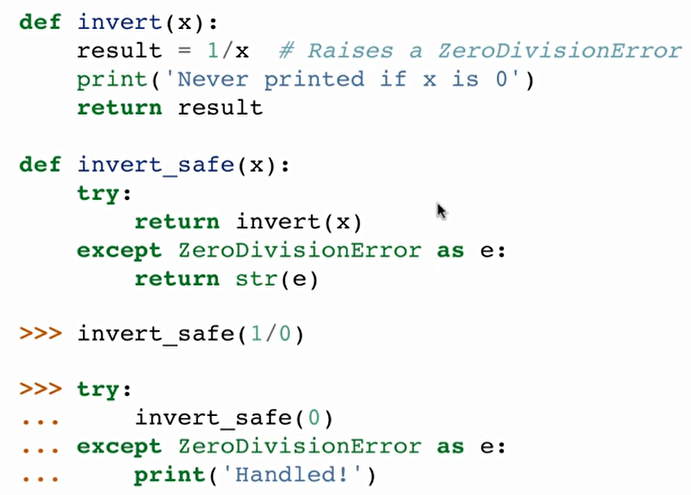 def invert(x):
    result = 1/x  # Raises a ZeroDivisionError
    print('Never printed if x is 0')
    return result

def invert_safe(x):
    try:
        return invert(x)
    except ZeroDivisionError as e:
        return str(e)

>>> invert_safe(1/0)

>>> try:
...     invert_safe(0)
... except ZeroDivisionError as e:
...     print('Handled!')